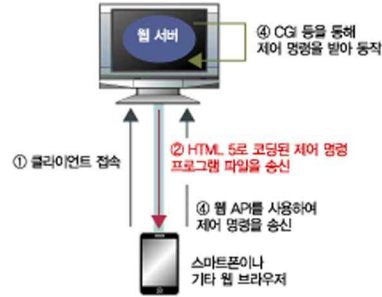 웹 서버
④ CGI 등을 통해
제어 명령을 받아 동작
① 클라이언트 접속
② HTML 5로 코딩된 제어 명령
프로그램 파일을 송신
④ 웹 API를 사용하여
제어 명령을 송신
스마트폰이나
기타 웹 브라우저